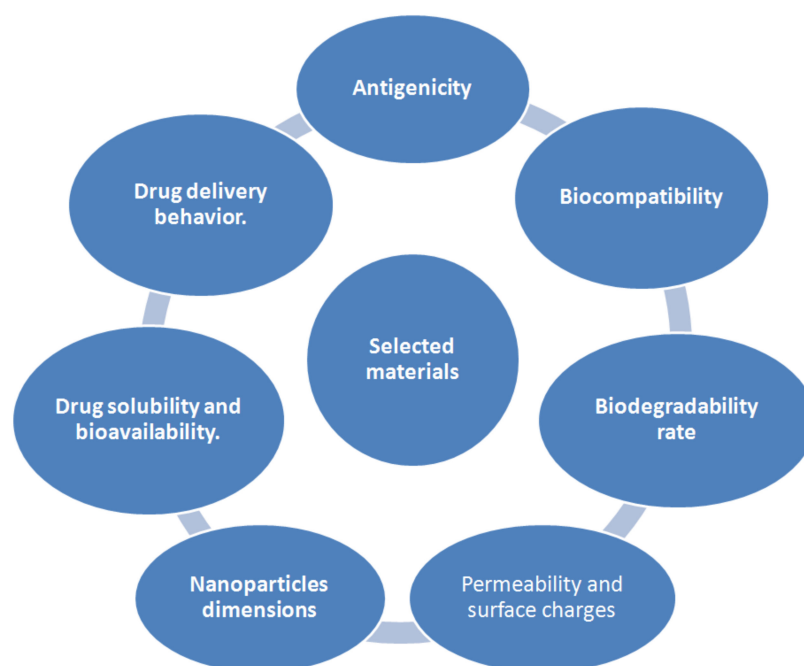 Antigenicity
Biocompatibility
Biodegradability
rate
Permeability and
surface charges
Nanoparticles
dimensions
Drug solubility and
bioavailability.
Drug delivery
behavior.
Selected
materials